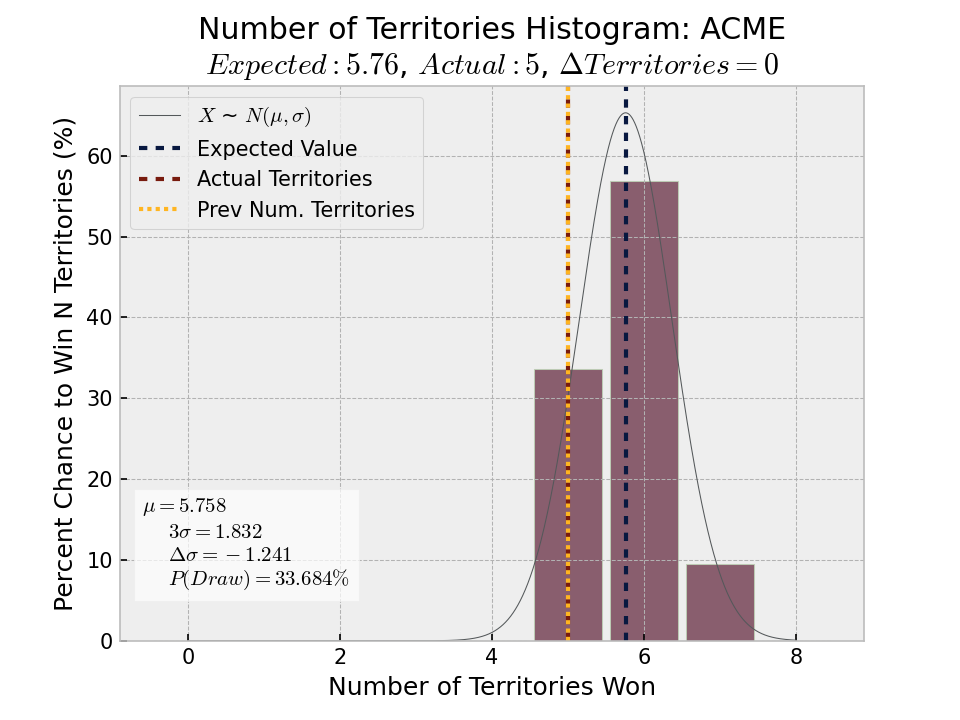 Number of Territories Histogram: ACME
Expected : 5.76, Actual : 5, ΔTerritories = 0
Percent Chance to Win N Territories (%)
X ~ N(μ, σ)
Expected Value
Actual Territories
Prev Num. Territories
60
50
40
30
20
10
0
μ = 5.758
3σ = 1.832
Δσ = −1.241
P(Draw) = 33.684%
0 2 4 6 8
Number of Territories Won